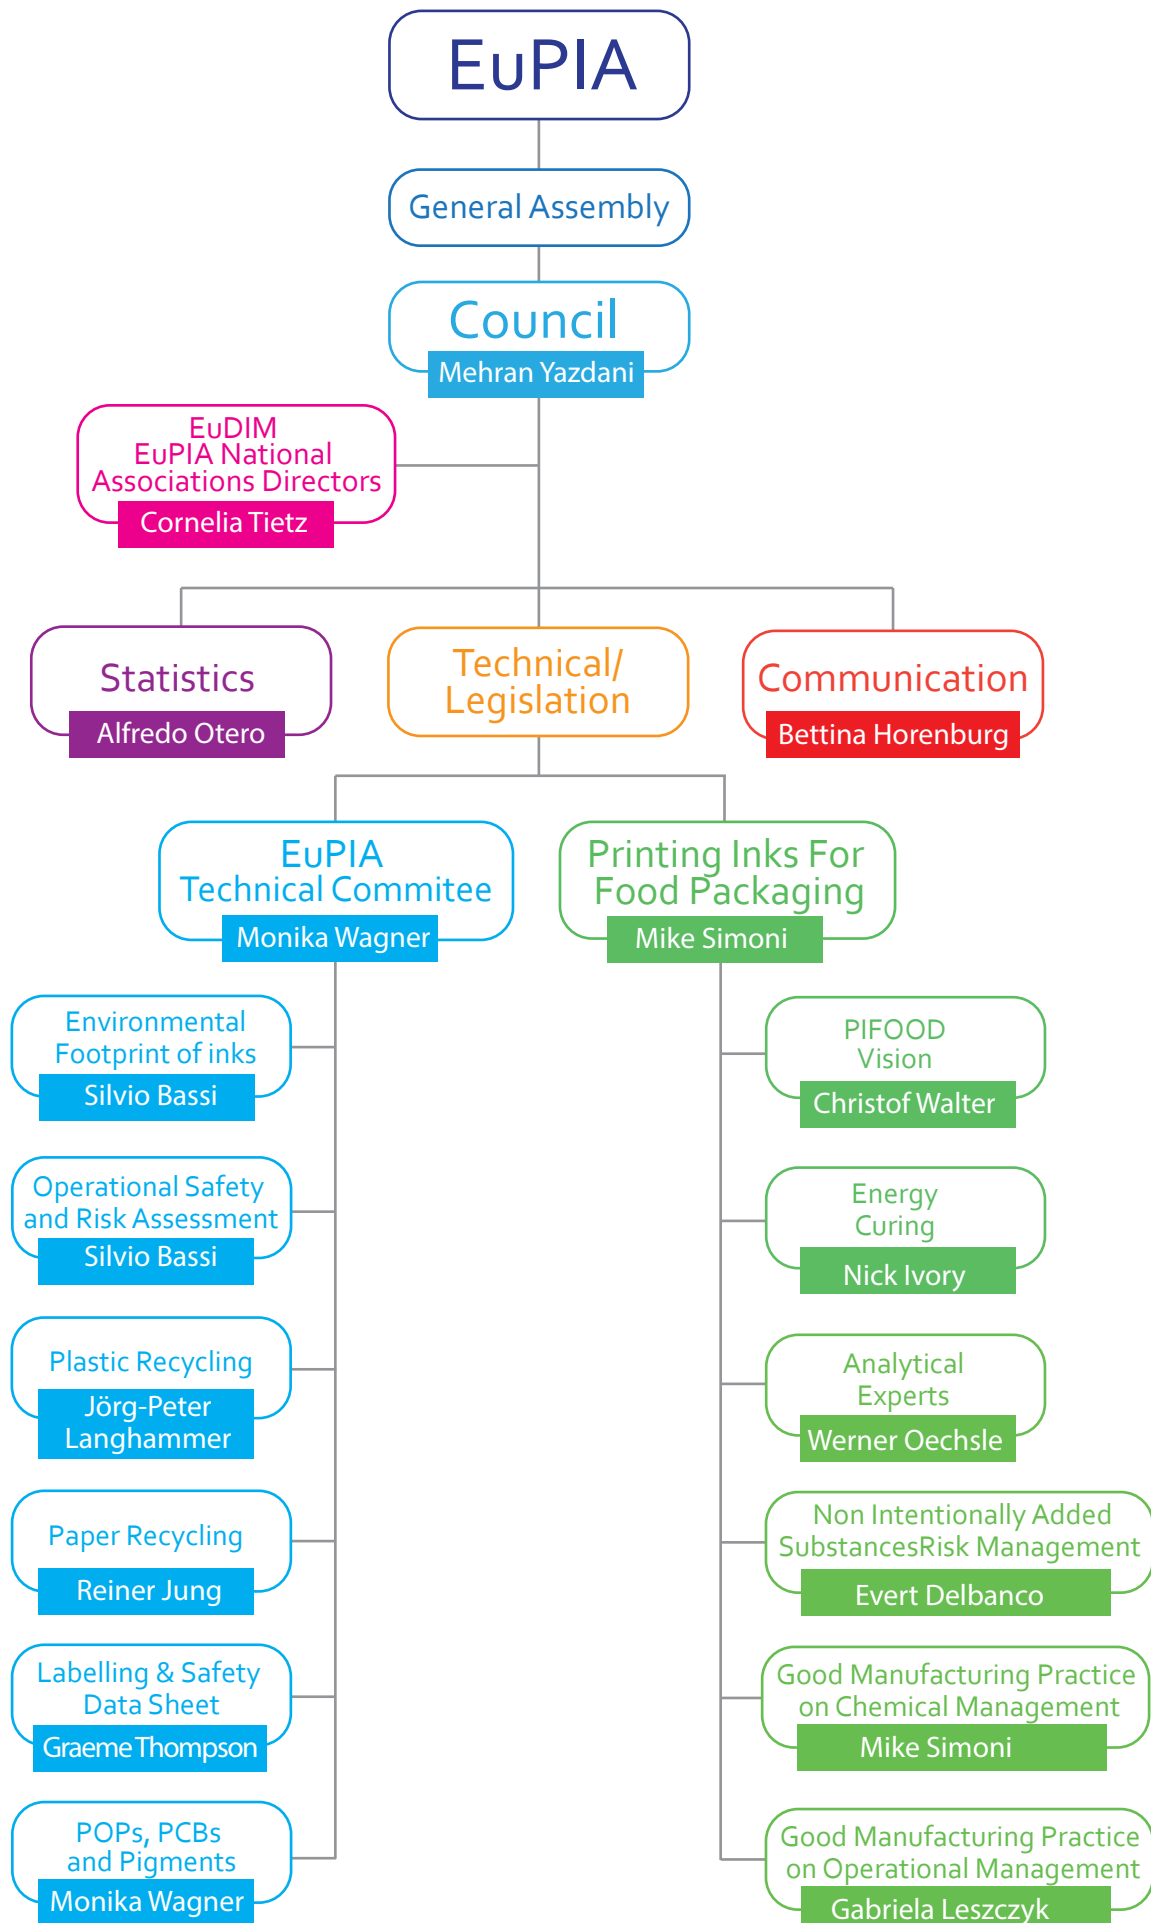 EuPIA
General Assembly
Council
Mehran Yazdani
EuDIM
EuPIA National
Associations Directors
Cornelia Tietz
Statistics
Alfredo Otero
Technical/
Legislation
Communication
Bettina Horenburg
EuPIA
Technical Commitee
Monika Wagner
Printing Inks For
Food Packaging
Mike Simoni
Environmental
Footprint of inks
Silvio Bassi
Operational Safety
and Risk Assessment
Silvio Bassi
Plastic Recycling
Jörg-Peter
Langhammer
Paper Recycling
Reiner Jung
Labelling & Safety
Data Sheet
Graeme Thompson
POPs, PCBs
and Pigments
Monika Wagner
PIFOOD
Vision
Christof Walter
Energy
Curing
Nick Ivory
Analytical
Experts
Werner Oechsle
Non Intentionally Added
SubstancesRisk Management
Evert Delbanco
Good Manufacturing Practice
on Chemical Management
Mike Simoni
Good Manufacturing Practice
on Operational Management
Gabriela Leszczyk